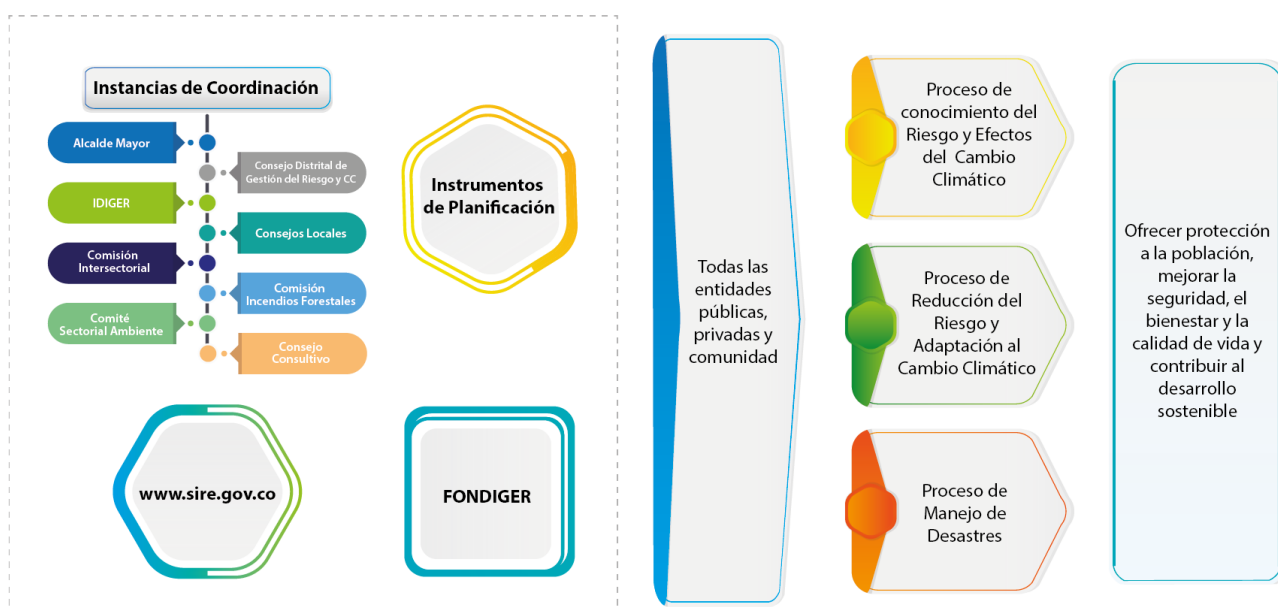 Instancias de Coordinación
Alcalde Mayor
Consejo Distrital de
Gestión del Riesgo y CC
IDIGER
Consejos Locales
Comisión
Intersectorial
Comisión
Incendios Forestales
Comité
Sectorial Ambiente
Consejo
Consultivo
Instrumentos
de Planificación
www.sire.gov.co
FONDIGER
Todas las
entidades
públicas,
privadas y
comunidad
Proceso de
conocimiento del
Riesgo y Efectos
del Cambio
Climático
Proceso de
Reducción del
Riesgo y
Adaptación al
Cambio Climático
Proceso de
Manejo de
Desastres
Ofrecer protección
a la población,
mejorar la
seguridad, el
bienestar y la
calidad de vida y
contribuir al
desarrollo
sostenible